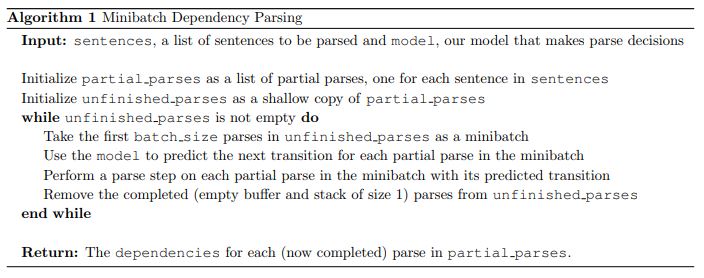 Algorithm 1 Minibatch Dependency Parsing
Input: sentences, a list of sentences to be parsed and model, our model that makes parse decisions
Initialize partial_parses as a list of partial parses, one for each sentence in sentences
Initialize unfinished_parses as a shallow copy of partial_parses
while unfinished_parses is not empty do
Take the first batch_size parses in unfinished_parses as a minibatch
Use the model to predict the next transition for each partial parse in the minibatch
Perform a parse step on each partial parse in the minibatch with its predicted transition
Remove the completed (empty buffer and stack of size 1) parses from unfinished_parses
end while
Return: The dependencies for each (now completed) parse in partial_parses.